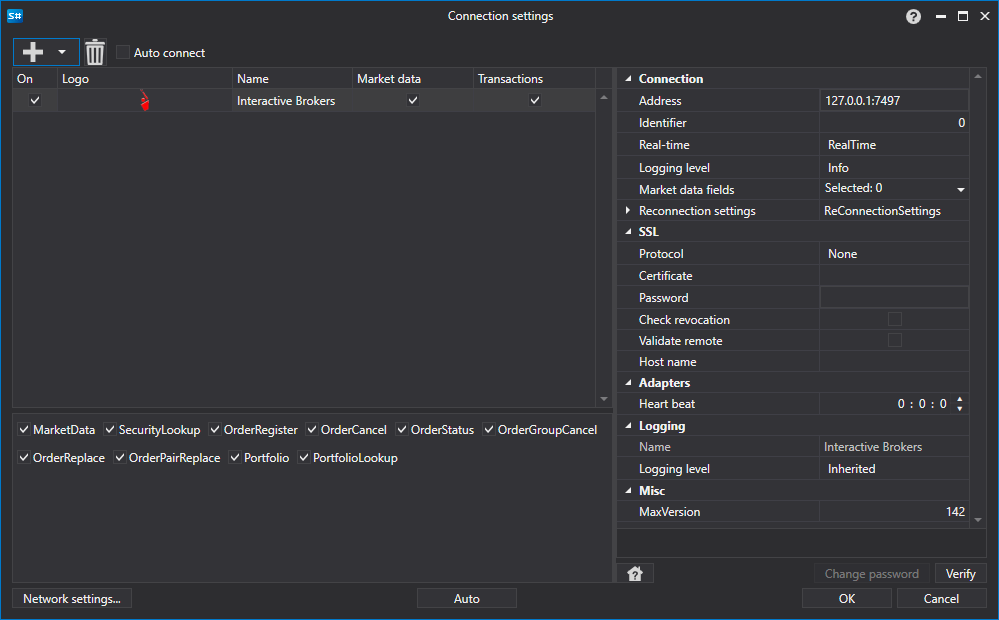 S#
Connection settings
?
Auto connect
On Logo Name Market data Transactions
Interactive Brokers
MarketData SecurityLookup OrderRegister OrderCancel OrderStatus OrderGroupCancel
OrderReplace OrderPairReplace Portfolio PortfolioLookup
Connection
Address 127.0.0.1:7497
Identifier 0
Real-time RealTime
Logging level Info
Market data fields Selected: 0
Reconnection settings ReConnectionSettings
SSL
Protocol None
Certificate
Password
Check revocation
Validate remote
Host name
Adapters
Heart beat 0 : 0 : 0
Logging
Name Interactive Brokers
Logging level Inherited
Misc
MaxVersion 142
?
Change password Verify
Network settings... Auto OK Cancel